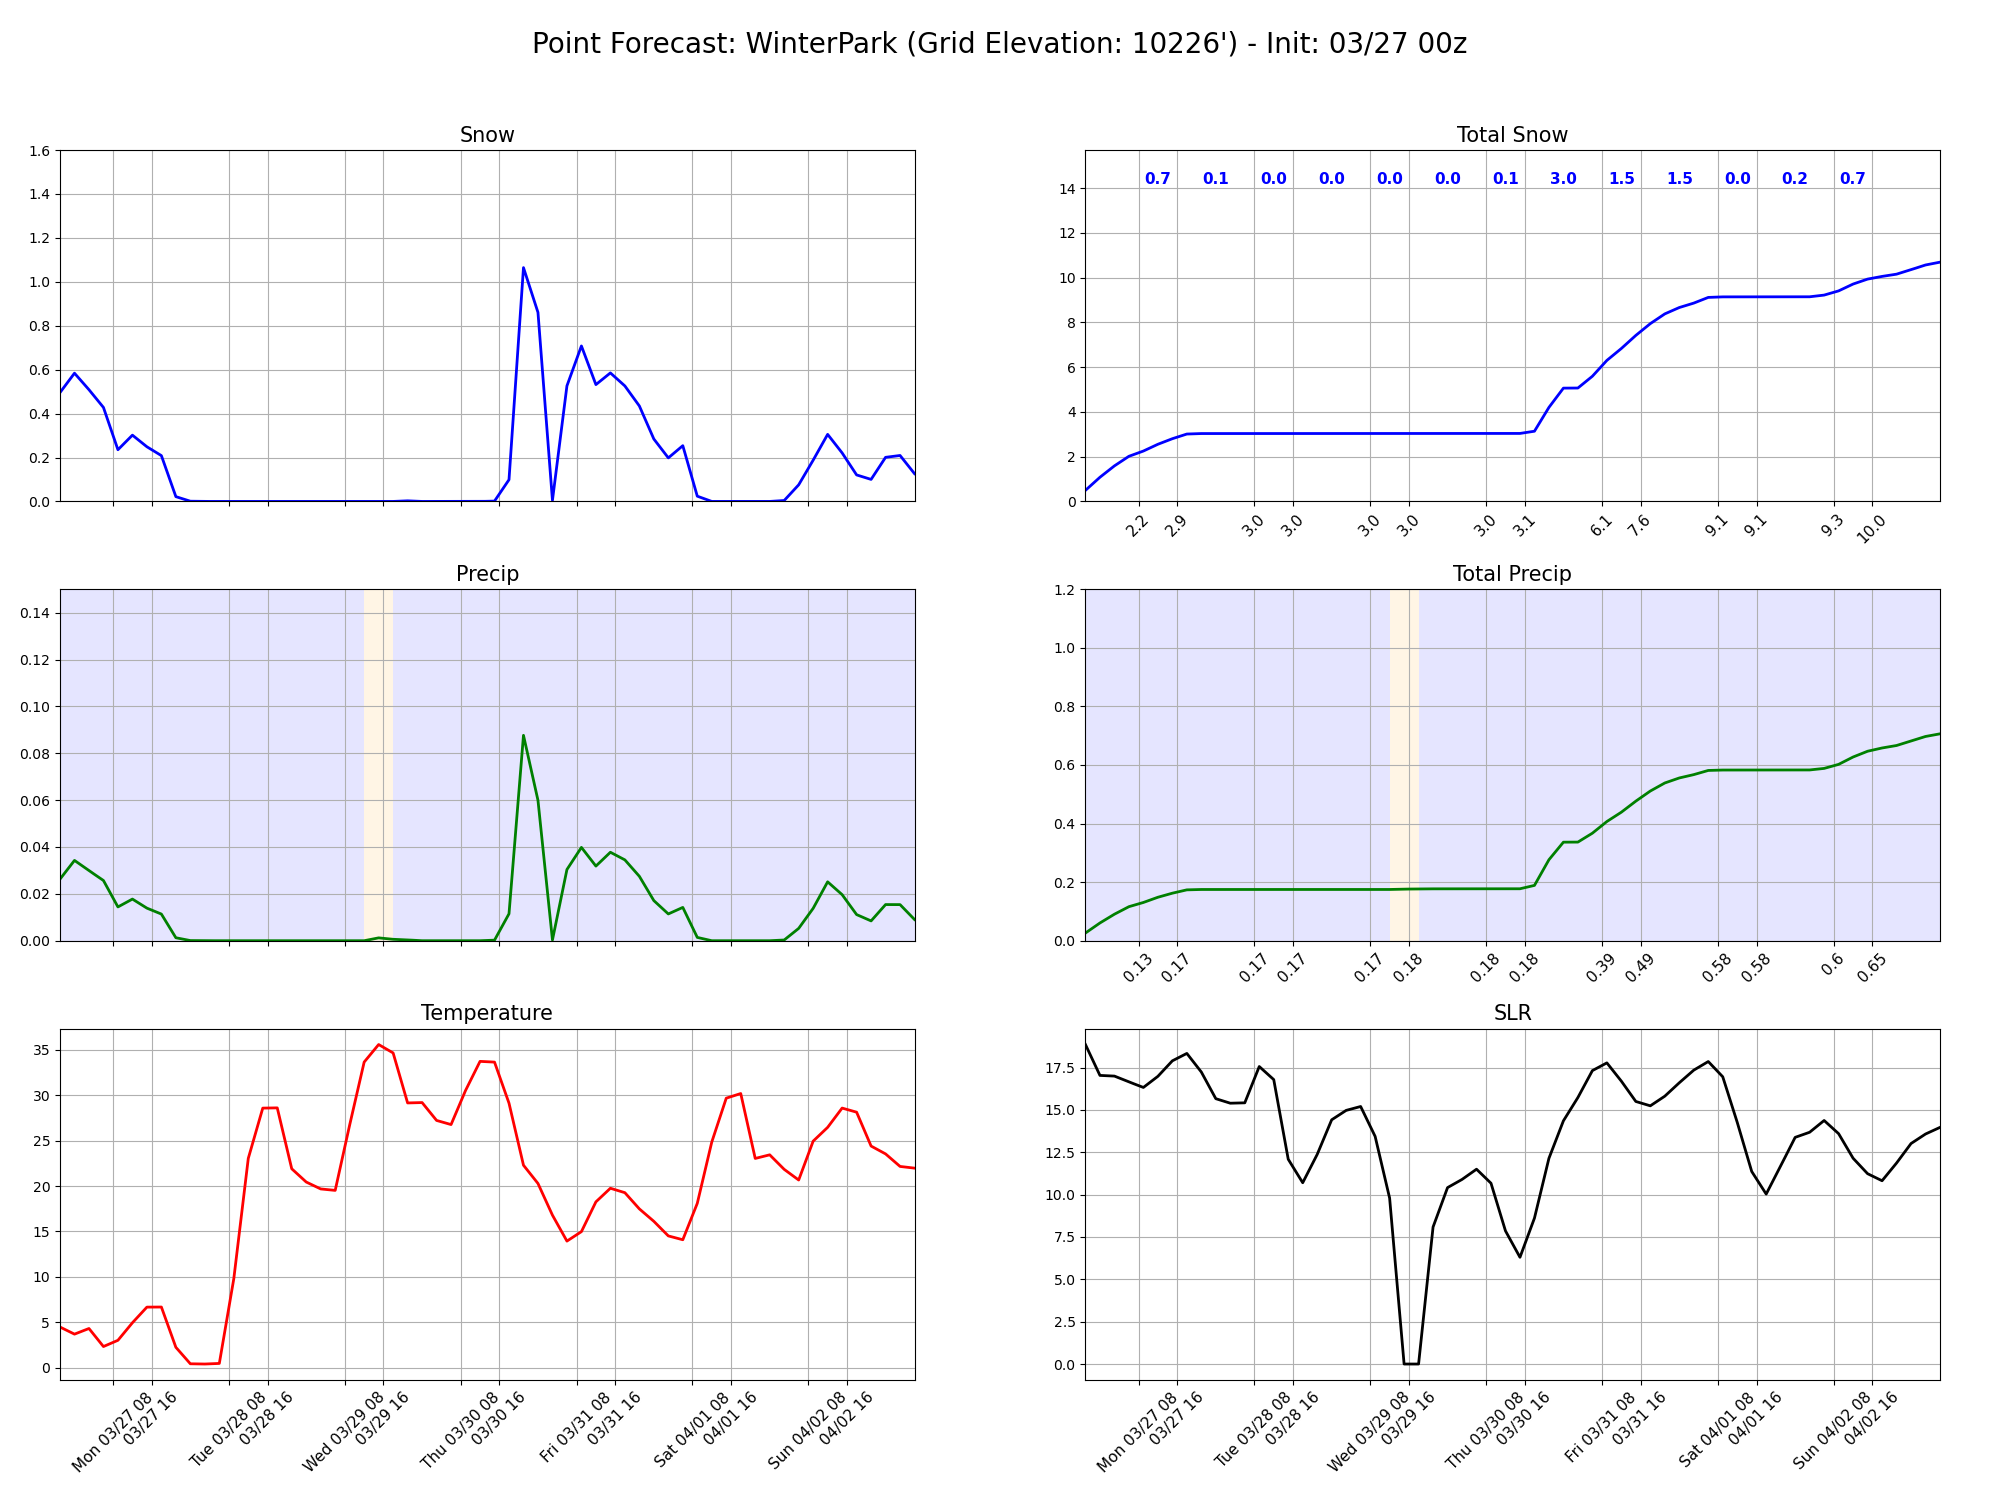 Point Forecast: WinterPark (Grid Elevation: 10226') - Init: 03/27 00z
Snow
1.6
1.4
1.2
1.0
0.8
0.6
0.4
0.2
0.0
Total Snow
0.7 0.1 0.0 0.0 0.0 0.0 0.1 3.0 1.5 1.5 0.0 0.2 0.7
14
12
10
8
6
4
2
0
2.2 2.9 3.0 3.0 3.0 3.0 3.0 3.1 6.1 7.6 9.1 9.1 9.3 10.0
Precip
0.14
0.12
0.10
0.08
0.06
0.04
0.02
0.00
Total Precip
1.2
1.0
0.8
0.6
0.4
0.2
0.0
0.13 0.17 0.17 0.17 0.17 0.18 0.18 0.18 0.39 0.49 0.58 0.58 0.6 0.65
Temperature
35
30
25
20
15
10
5
0
Mon 03/27 08
03/27 16
Tue 03/28 08
03/28 16
Wed 03/29 08
03/29 16
Thu 03/30 08
03/30 16
Fri 03/31 08
03/31 16
Sat 04/01 08
04/01 16
Sun 04/02 08
04/02 16
SLR
17.5
15.0
12.5
10.0
7.5
5.0
2.5
0.0
Mon 03/27 08
03/27 16
Tue 03/28 08
03/28 16
Wed 03/29 08
03/29 16
Thu 03/30 08
03/30 16
Fri 03/31 08
03/31 16
Sat 04/01 08
04/01 16
Sun 04/02 08
04/02 16